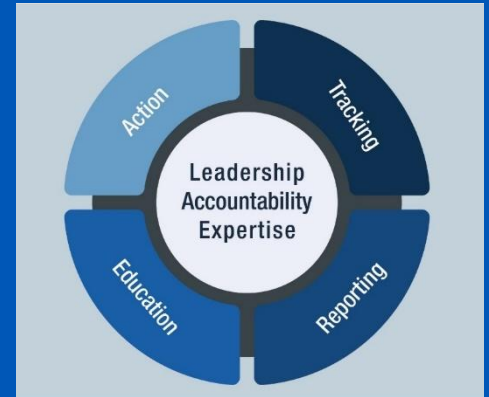 Action
Tracking
Leadership
Accountability
Expertise
Education
Reporting